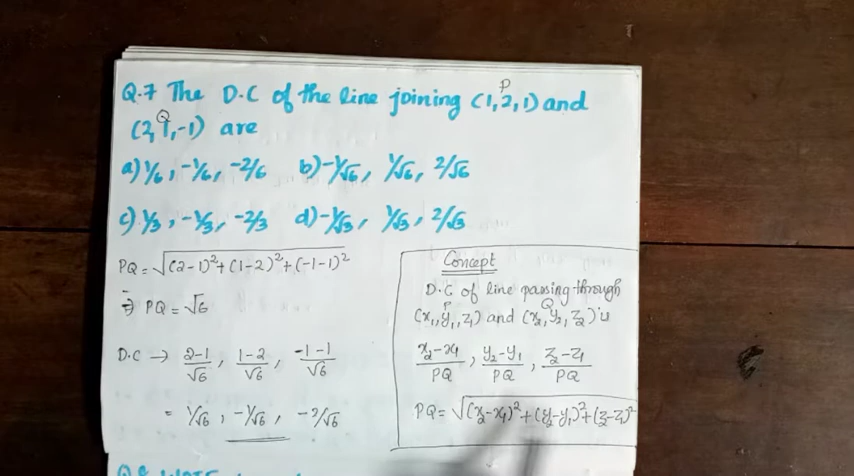 Q.7 The D.C of the line joining (1,2,1) and
P
(2,1,-1) are
Q
a) 1/6, -1/6, -2/6 b) -1/√6, 1/√6, 2/√6
c) 1/3, -1/3, -2/3 d) -1/√3, 1/√3, 2/√3
PQ = √(2-1)²+(1-2)²+(-1-1)²
⇒ PQ = √6
D.C → 2-1/√6, 1-2/√6, -1-1/√6
= 1/√6, -1/√6, -2/√6
Concept
D.C of line passing through
P Q
(x₁,y₁,z₁) and (x₂,y₂,z₂) is
x₂-x₁/PQ, y₂-y₁/PQ, z₂-z₁/PQ
PQ = √(x₂-x₁)²+(y₂-y₁)²+(z₂-z₁)²